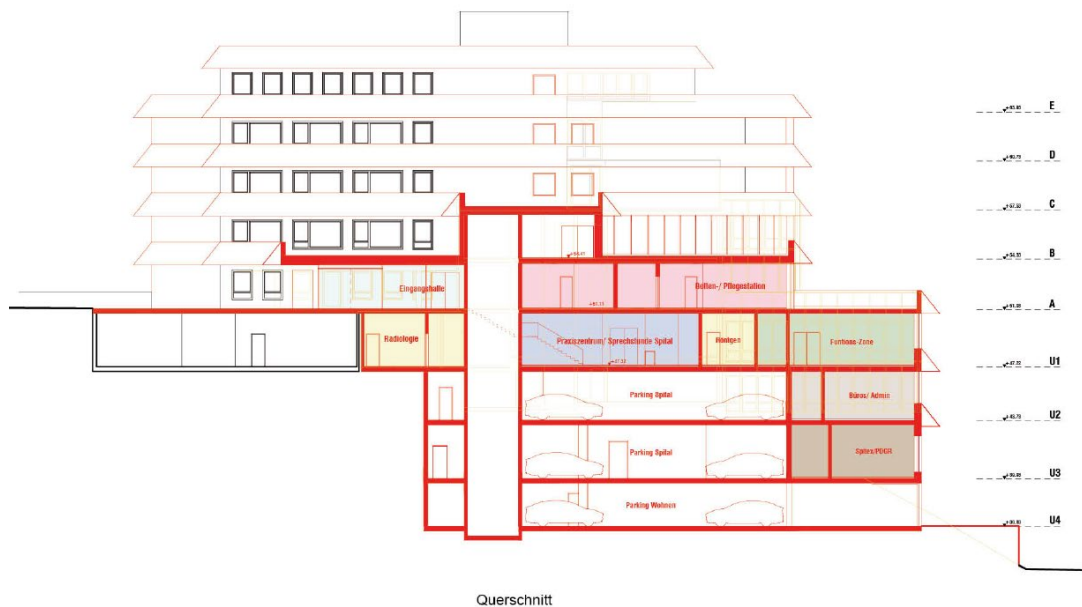 E
D
C
B
Eingangshalle
Betten-/ Pflegestation
A
Radiologie
Praxiszentrum/ Sprechstunde Spital
Röntgen
Funtions-Zone
U1
Parking Spital
Büros/ Admin
U2
Parking Spital
Spitex/PDGR
U3
Parking Wohnen
U4
Querschnitt